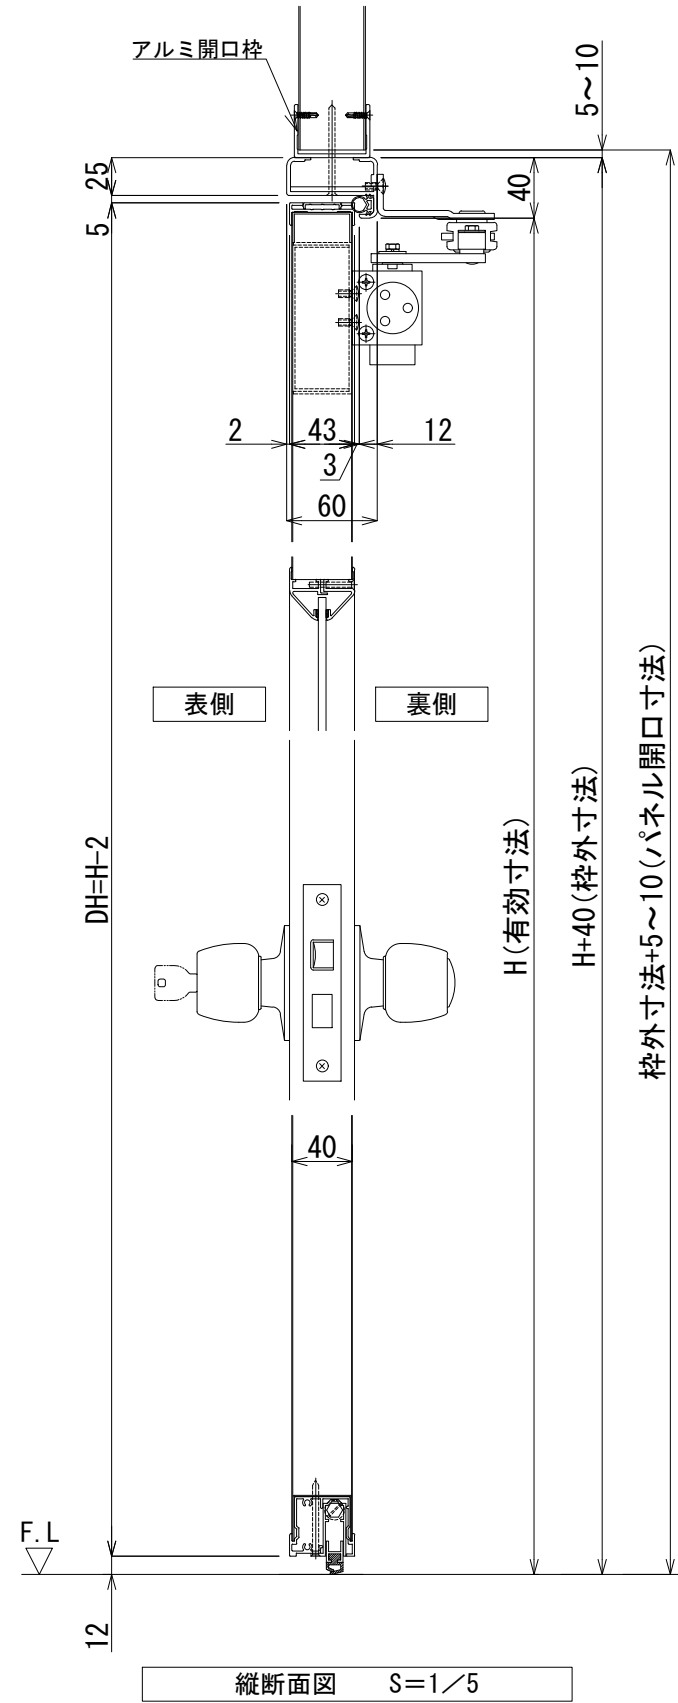 アルミ開口枠
5～10
25
5
40
2
43
12
3
60
表側
裏側
DH=H-2
H(有効寸法)
H+40(枠外寸法)
枠外寸法+5～10(パネル開口寸法)
40
F.L
12
縦断面図 S=1／5